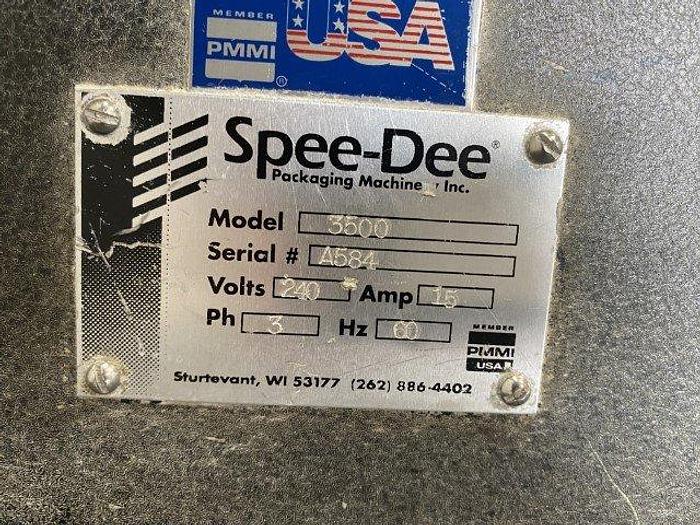 MEMBER
PMMI
®
USA
Spee-Dee®
Packaging Machinery, Inc.
Model 3500
Serial # A584
Volts 240 Amp 15
Ph 3 Hz 60
MEMBER
PMMI
USA
Sturtevant, WI 53177 (262) 886-4402